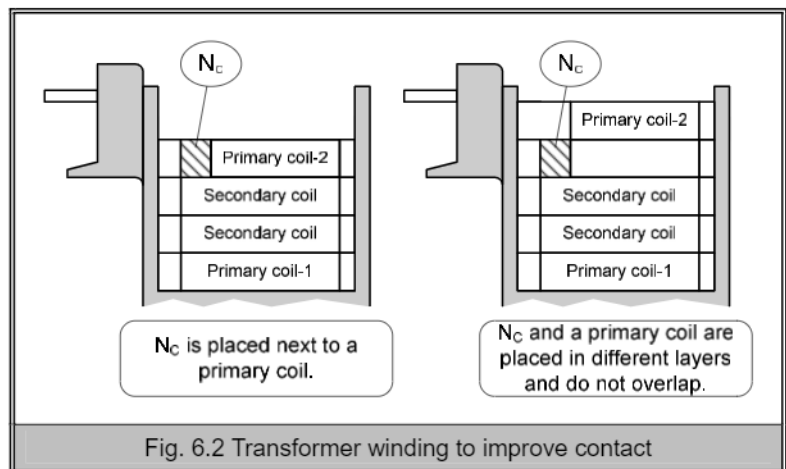 Nc
Primary coil-2
Secondary coil
Secondary coil
Primary coil-1
Nc is placed next to a
primary coil.
Nc
Primary coil-2
Secondary coil
Secondary coil
Primary coil-1
Nc and a primary coil are
placed in different layers
and do not overlap.
Fig. 6.2 Transformer winding to improve contact